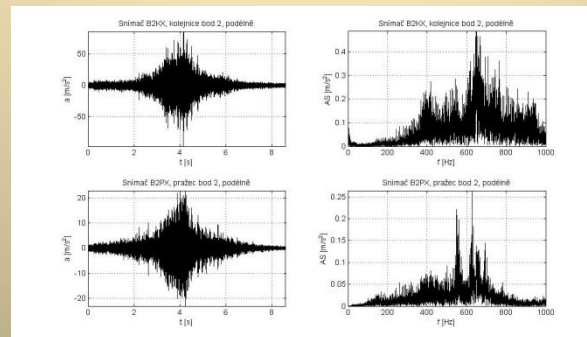 Snímač B2KX, kolejnice bod 2, podélně
a [m/s²]
50
0
-50
0 2 4 6 8
t [s]
Snímač B2KX, kolejnice bod 2, podélně
AS [m/s²]
0.4
0.3
0.2
0.1
0
0 200 400 600 800 1000
f [Hz]
Snímač B2PX, pražec bod 2, podélně
a [m/s²]
20
10
0
-10
-20
0 2 4 6 8
t [s]
Snímač B2PX, pražec bod 2, podélně
AS [m/s²]
0.25
0.2
0.15
0.1
0.05
0
0 200 400 600 800 1000
f [Hz]